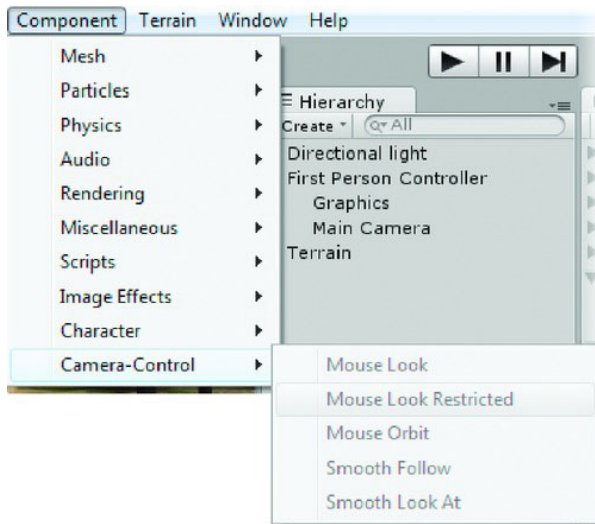 Component Terrain Window Help
Mesh
Particles
Physics
Audio
Rendering
Miscellaneous
Scripts
Image Effects
Character
Camera-Control
Hierarchy
Create All
Directional light
First Person Controller
Graphics
Main Camera
Terrain
Mouse Look
Mouse Look Restricted
Mouse Orbit
Smooth Follow
Smooth Look At